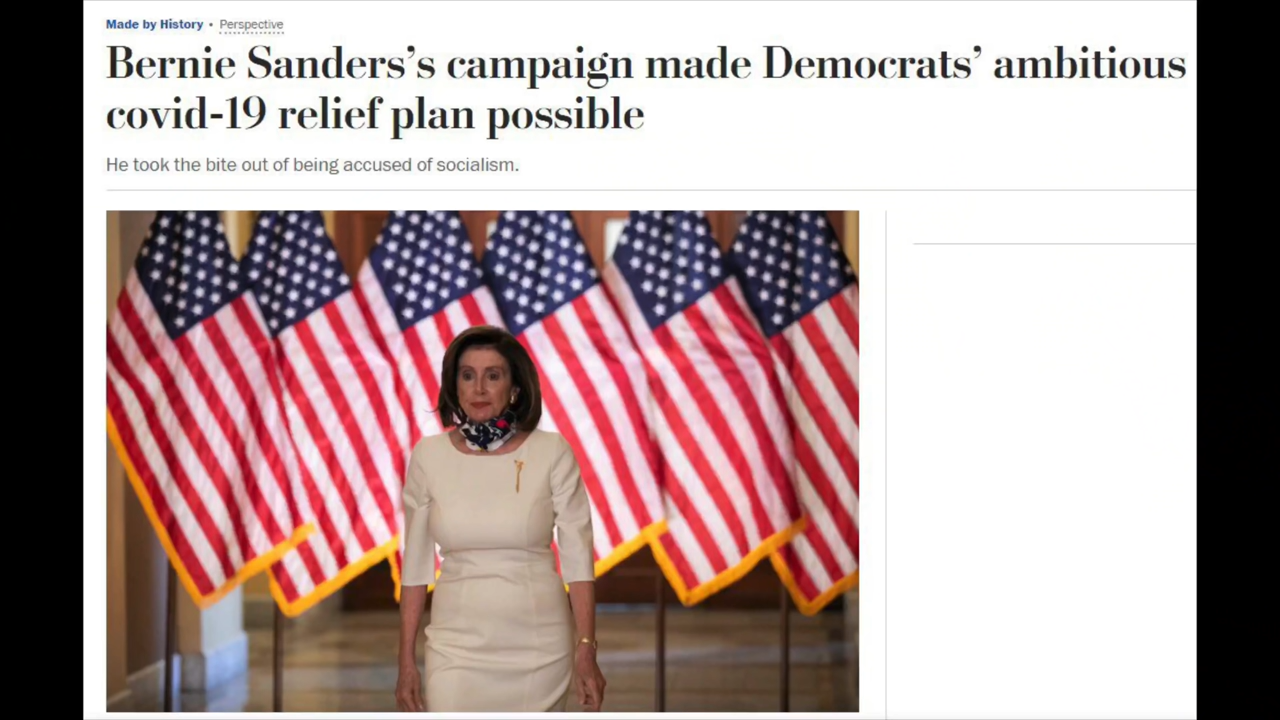 Made by History • Perspective
Bernie Sanders’s campaign made Democrats’ ambitious
covid-19 relief plan possible
He took the bite out of being accused of socialism.